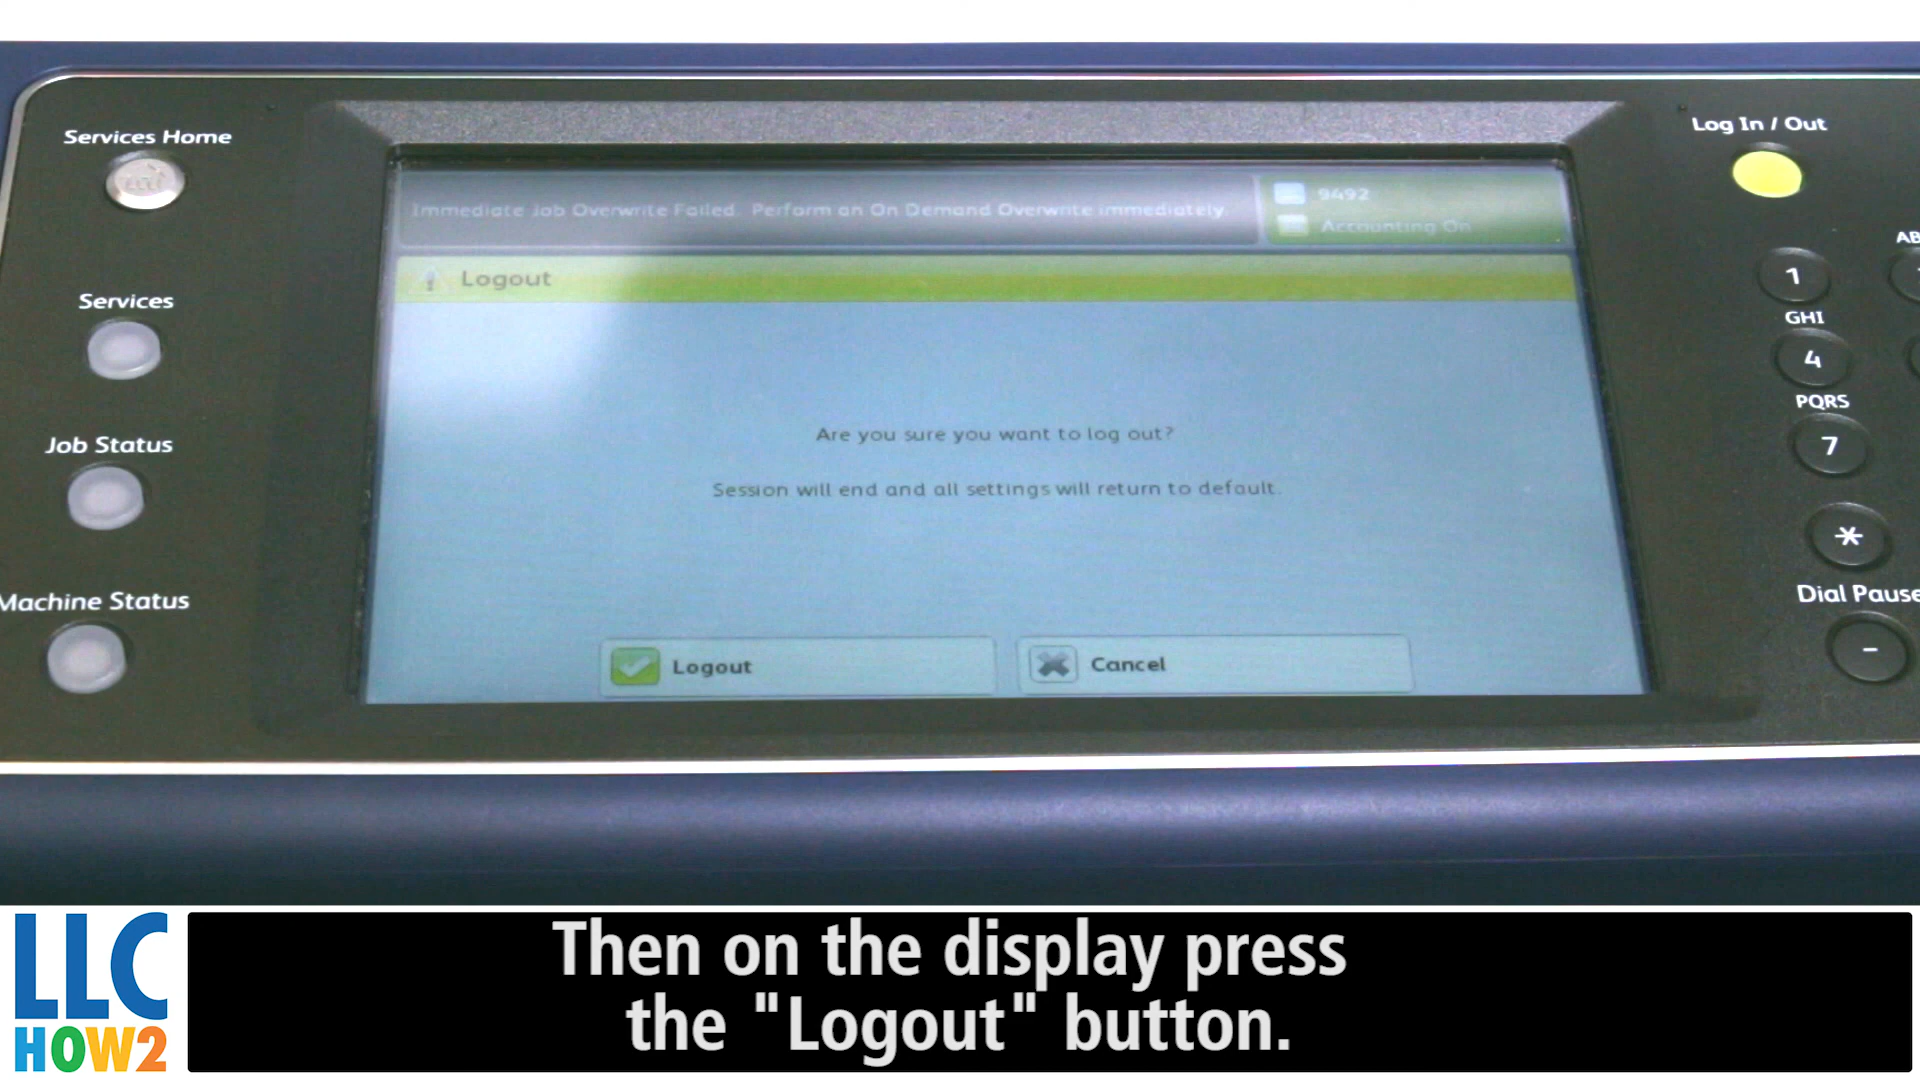 Services Home
Log In / Out
Immediate Job Overwrite Failed. Perform an On Demand Overwrite immediately.
9492
Accounting On
Logout
1
Services
GHI
4
PQRS
7
Are you sure you want to log out?
Job Status
Session will end and all settings will return to default.
*
Dial Pause
Machine Status
-
Logout
Cancel
LLC
HOW2
Then on the display press
the "Logout" button.